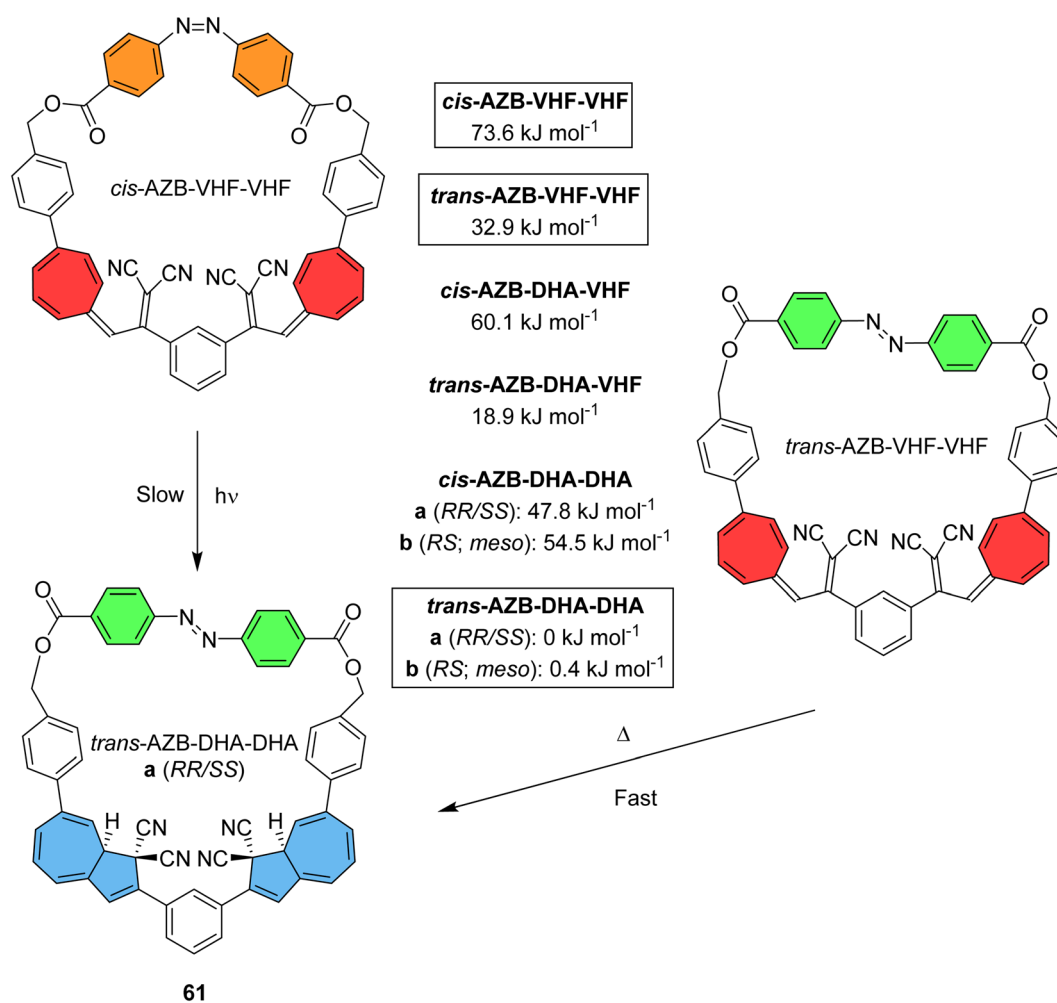 N=N
O
O
O
O
cis-AZB-VHF-VHF
NC
CN
NC
CN
Slow
hν
cis-AZB-VHF-VHF
73.6 kJ mol⁻¹
trans-AZB-VHF-VHF
32.9 kJ mol⁻¹
cis-AZB-DHA-VHF
60.1 kJ mol⁻¹
trans-AZB-DHA-VHF
18.9 kJ mol⁻¹
cis-AZB-DHA-DHA
a (RR/SS): 47.8 kJ mol⁻¹
b (RS; meso): 54.5 kJ mol⁻¹
trans-AZB-DHA-DHA
a (RR/SS): 0 kJ mol⁻¹
b (RS; meso): 0.4 kJ mol⁻¹
O
O
N
N
O
O
trans-AZB-VHF-VHF
NC
CN
NC
CN
Δ
Fast
O
O
N
N
O
O
trans-AZB-DHA-DHA
a (RR/SS)
H
CN
CN
NC
NC
H
61